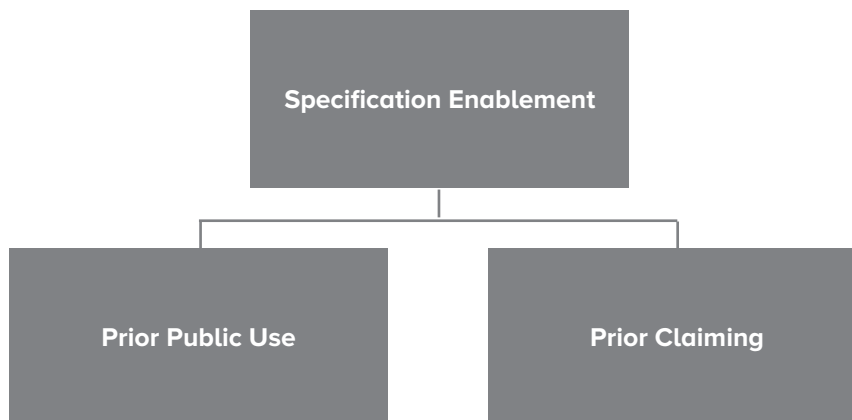 Specification Enablement
Prior Public Use
Prior Claiming